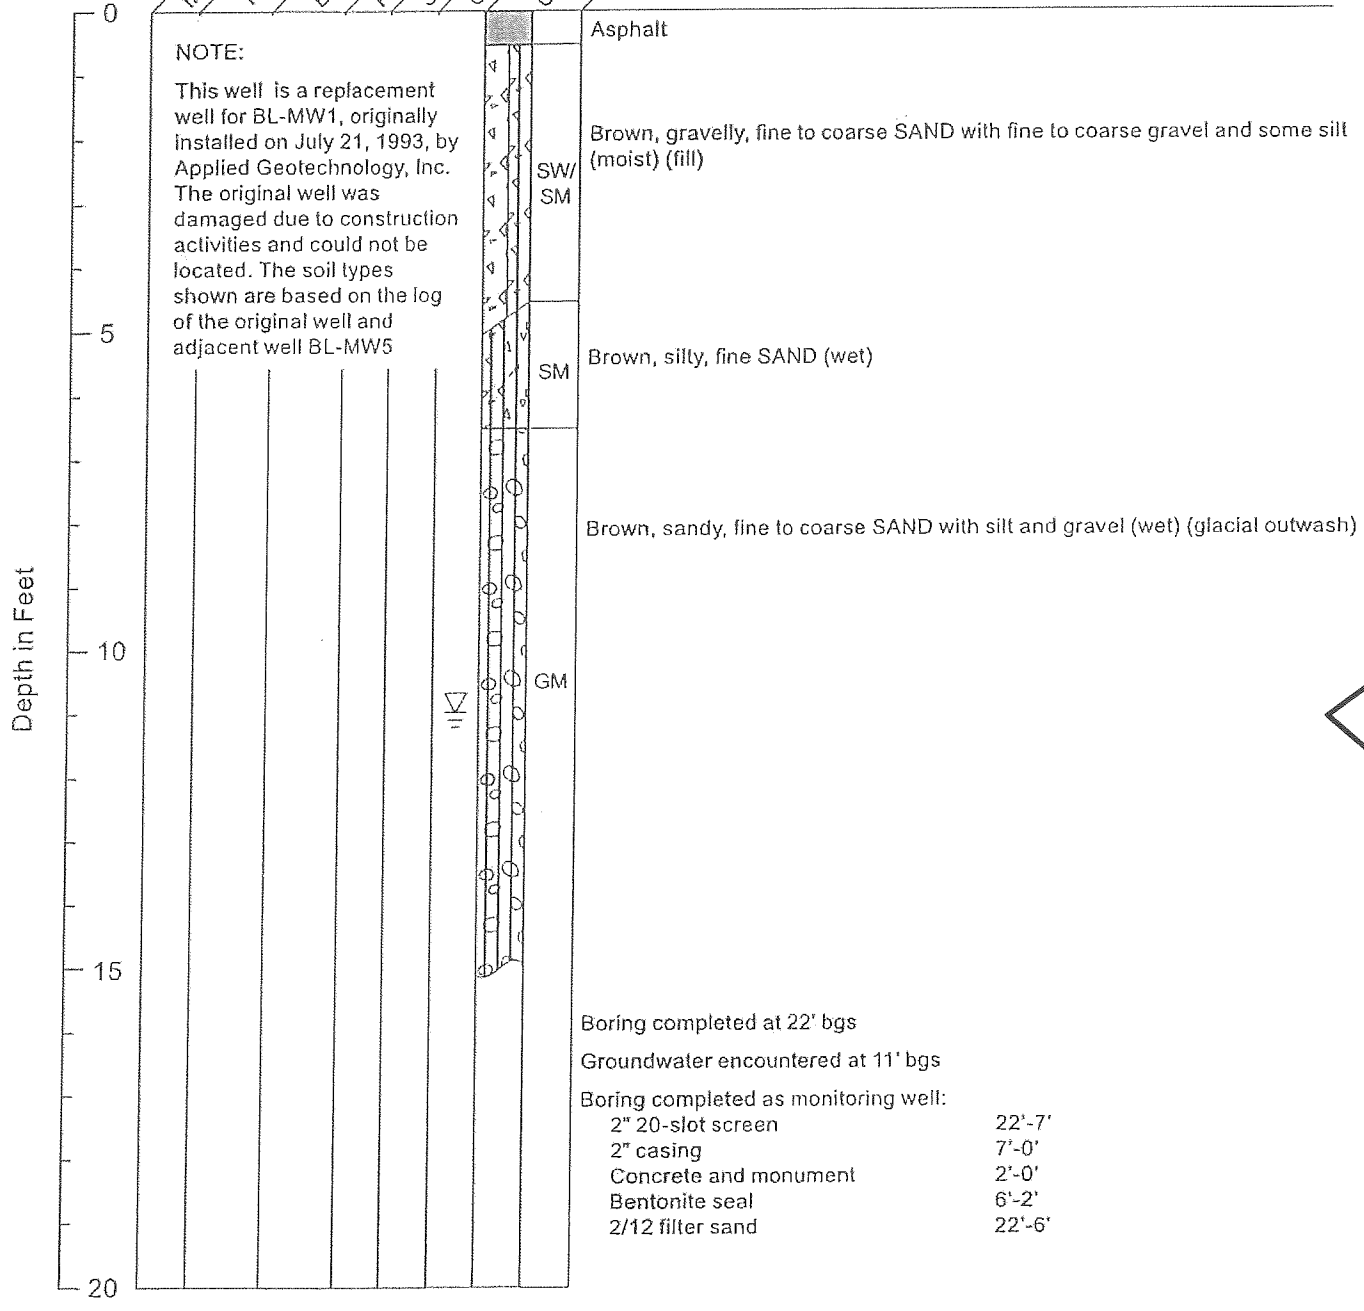 0
Asphalt
NOTE:
This well is a replacement
well for BL-MW1, originally
installed on July 21, 1993, by
Applied Geotechnology, Inc.
The original well was
damaged due to construction
activities and could not be
located. The soil types
shown are based on the log
of the original well and
adjacent well BL-MW5
SW/
SM
Brown, gravelly, fine to coarse SAND with fine to coarse gravel and some silt
(moist) (fill)
5
SM
Brown, silty, fine SAND (wet)
Brown, sandy, fine to coarse SAND with silt and gravel (wet) (glacial outwash)
Depth in Feet
10
GM
15
Boring completed at 22' bgs
Groundwater encountered at 11' bgs
Boring completed as monitoring well:
2" 20-slot screen 22'-7'
2" casing 7'-0'
Concrete and monument 2'-0'
Bentonite seal 6'-2'
2/12 filter sand 22'-6'
20